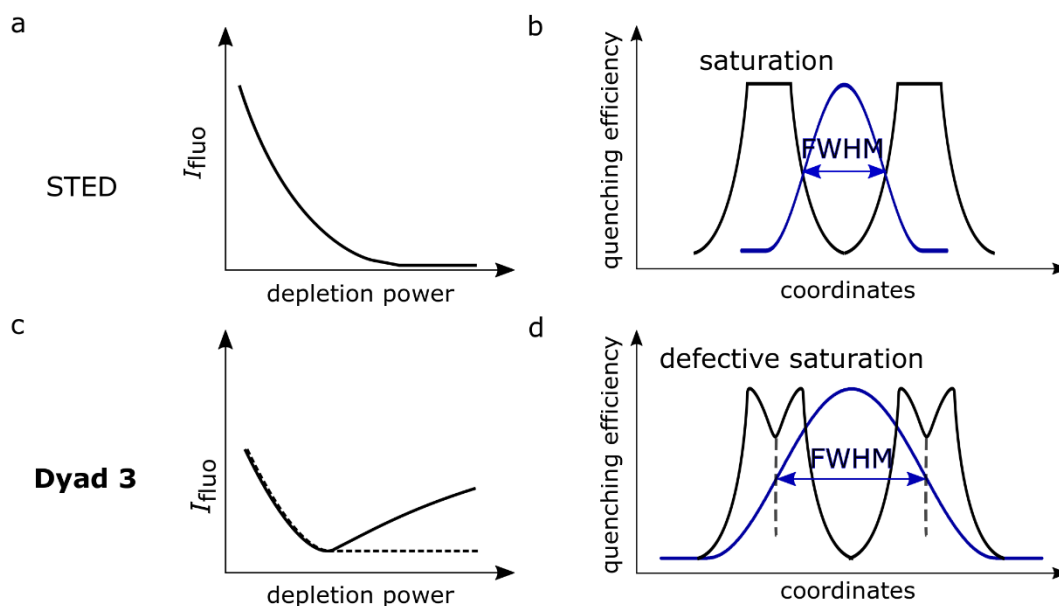 a
STED
I_fluo
depletion power
b
saturation
FWHM
quenching efficiency
coordinates
c
Dyad 3
I_fluo
depletion power
d
defective saturation
FWHM
quenching efficiency
coordinates